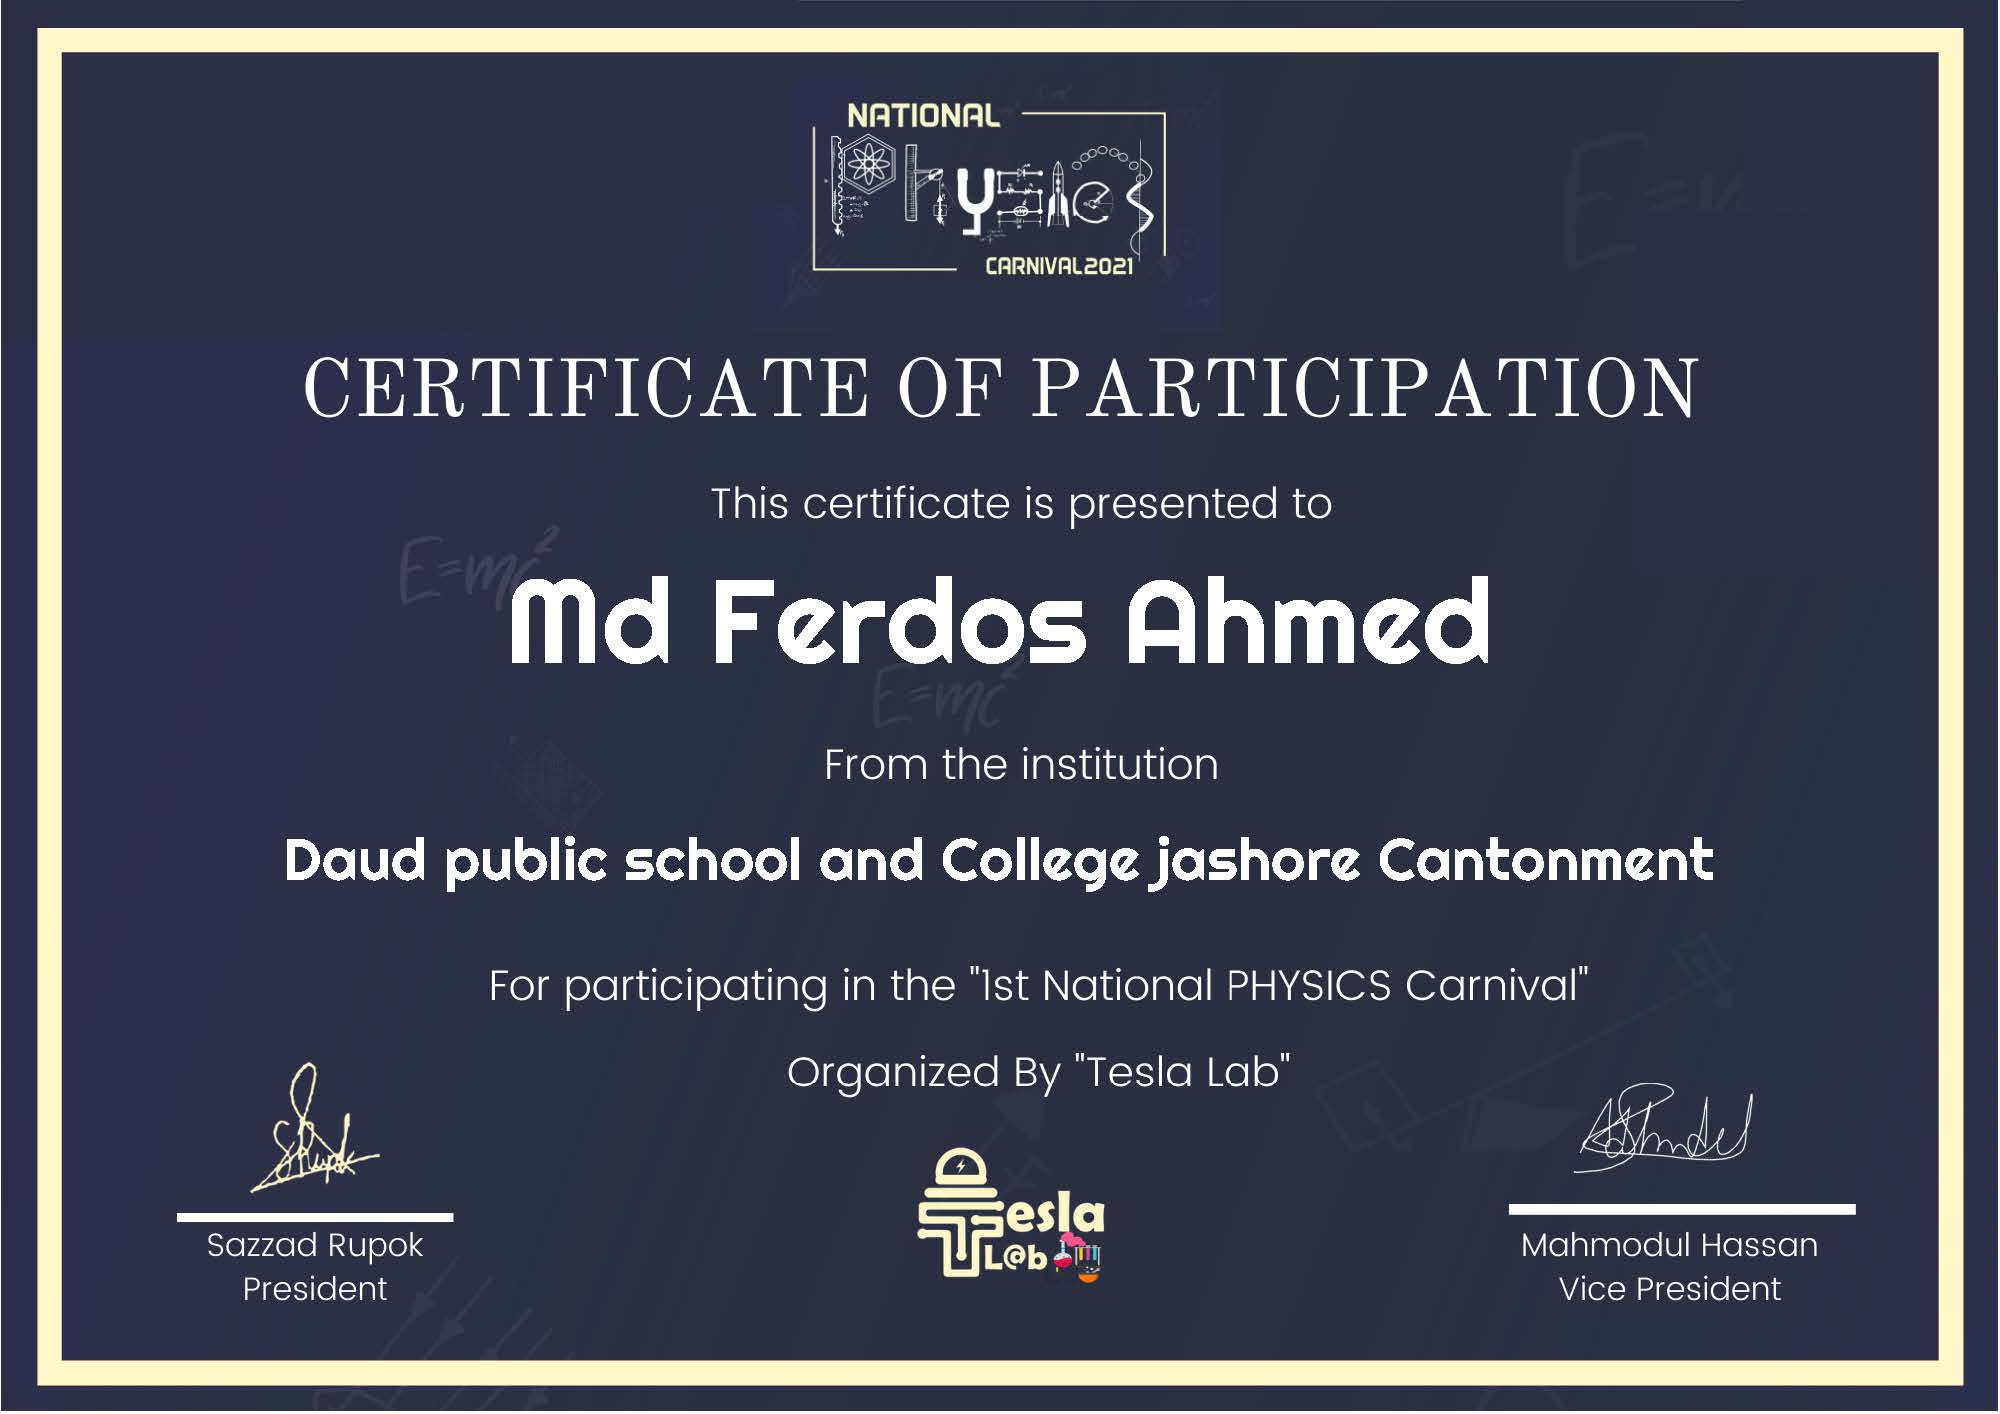 NATIONAL
Physics
CARNIVAL2021
CERTIFICATE OF PARTICIPATION
This certificate is presented to
E=mc²
Md Ferdos Ahmed
E=mc²
From the institution
Daud public school and College jashore Cantonment
For participating in the "1st National PHYSICS Carnival"
Organized By "Tesla Lab"
Tesla
L@b
Sazzad Rupok
President
Mahmodul Hassan
Vice President